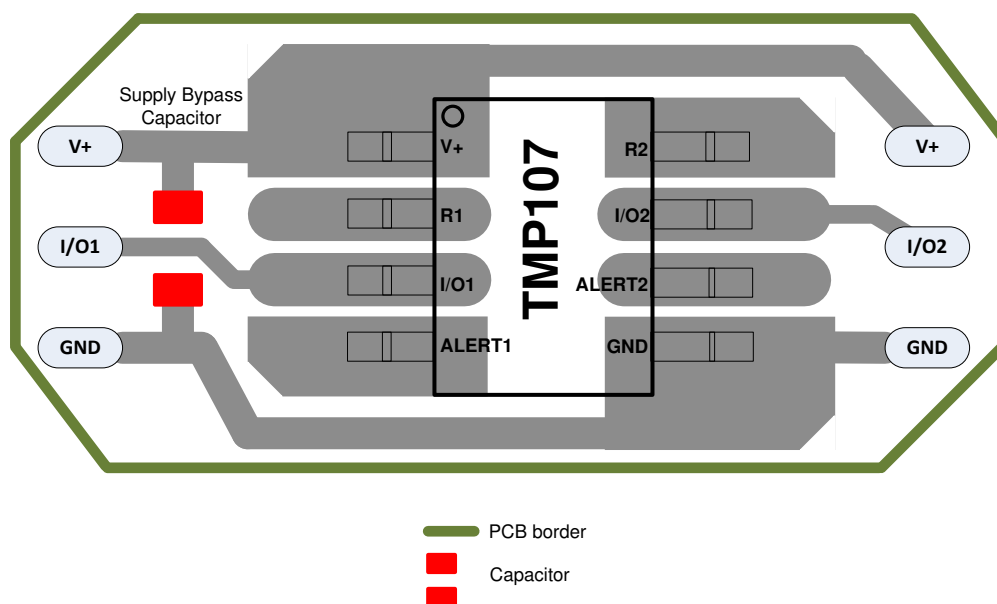 Supply Bypass
Capacitor
V+
V+
V+
R2
R1
I/O2
TMP107
I/O1
I/O2
I/O1
ALERT2
GND
ALERT1
GND
GND
PCB border
Capacitor